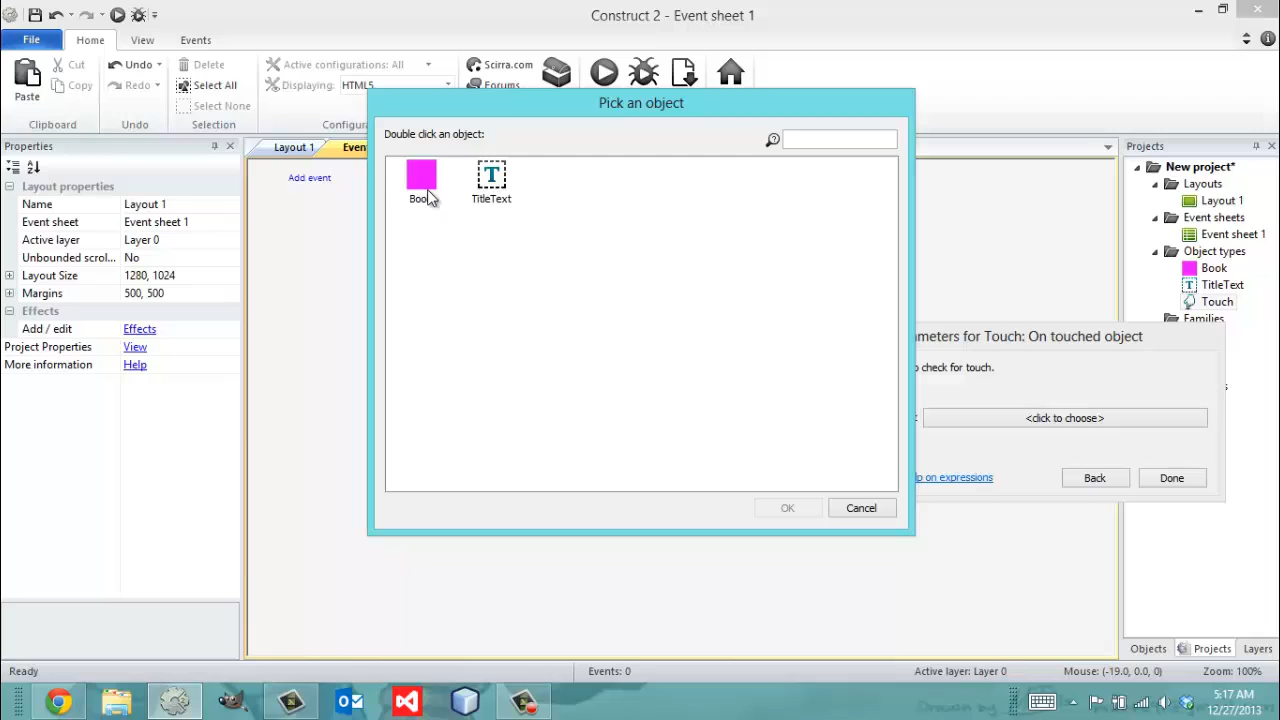 Construct 2 - Event sheet 1
File
Home
View
Events
Paste
Cut
Copy
Clipboard
Undo
Redo
Undo
Delete
Select All
Select None
Selection
Active configurations: All
Displaying:
HTML5
Scirra.com
Forums
Properties
Layout properties
Name Layout 1
Event sheet Event sheet 1
Active layer Layer 0
Unbounded scrol... No
Layout Size 1280, 1024
Margins 500, 500
Effects
Add / edit Effects
Project Properties View
More information Help
Layout 1
Add event
Pick an object
Double click an object:
TitleText
OK
Cancel
Projects
New project*
Layouts
Layout 1
Event sheets
Event sheet 1
Object types
Book
TitleText
Touch
Families
for Touch: On touched object
check for touch.
<click to choose>
on expressions
Back
Done
Objects
Projects
Layers
Ready
Events: 0
Active layer: Layer 0
Mouse: (-19.0, 0.0, 0)
Zoom: 100%
5:17 AM
12/27/2013